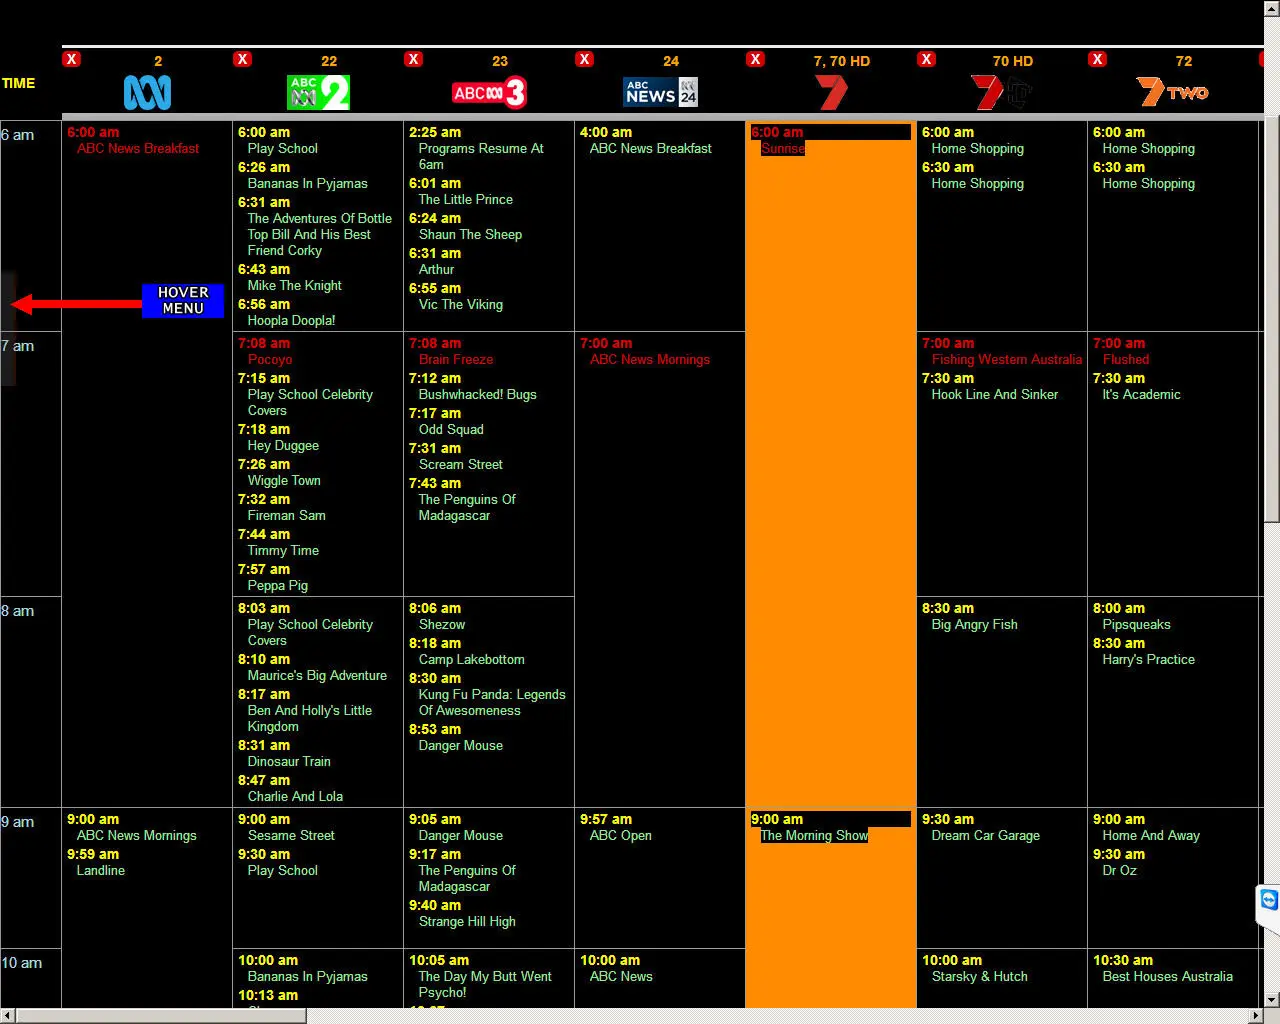 X 2 X 22 X 23 X 24 X 7, 70 HD X 70 HD X 72
TIME
ABC 2
ABC 3
ABC NEWS 24
7
7 HD
7TWO
6 am
6:00 am
ABC News Breakfast
6:00 am
Play School
6:26 am
Bananas In Pyjamas
6:31 am
The Adventures Of Bottle
Top Bill And His Best
Friend Corky
6:43 am
Mike The Knight
6:56 am
Hoopla Doopla!
2:25 am
Programs Resume At
6am
6:01 am
The Little Prince
6:24 am
Shaun The Sheep
6:31 am
Arthur
6:55 am
Vic The Viking
4:00 am
ABC News Breakfast
6:00 am
Sunrise
6:00 am
Home Shopping
6:30 am
Home Shopping
6:00 am
Home Shopping
6:30 am
Home Shopping
HOVER
MENU
7 am
7:08 am
Pocoyo
7:15 am
Play School Celebrity
Covers
7:18 am
Hey Duggee
7:26 am
Wiggle Town
7:32 am
Fireman Sam
7:44 am
Timmy Time
7:57 am
Peppa Pig
7:08 am
Brain Freeze
7:12 am
Bushwhacked! Bugs
7:17 am
Odd Squad
7:31 am
Scream Street
7:43 am
The Penguins Of
Madagascar
7:00 am
ABC News Mornings
7:00 am
Fishing Western Australia
7:30 am
Hook Line And Sinker
7:00 am
Flushed
7:30 am
It's Academic
8 am
8:03 am
Play School Celebrity
Covers
8:10 am
Maurice's Big Adventure
8:17 am
Ben And Holly's Little
Kingdom
8:31 am
Dinosaur Train
8:47 am
Charlie And Lola
8:06 am
Shezow
8:18 am
Camp Lakebottom
8:30 am
Kung Fu Panda: Legends
Of Awesomeness
8:53 am
Danger Mouse
8:30 am
Big Angry Fish
8:00 am
Pipsqueaks
8:30 am
Harry's Practice
9 am
9:00 am
ABC News Mornings
9:59 am
Landline
9:00 am
Sesame Street
9:30 am
Play School
9:05 am
Danger Mouse
9:17 am
The Penguins Of
Madagascar
9:40 am
Strange Hill High
9:57 am
ABC Open
9:00 am
The Morning Show
9:30 am
Dream Car Garage
9:00 am
Home And Away
9:30 am
Dr Oz
10 am
10:00 am
Bananas In Pyjamas
10:13 am
10:05 am
The Day My Butt Went
Psycho!
10:00 am
ABC News
10:00 am
Starsky & Hutch
10:30 am
Best Houses Australia